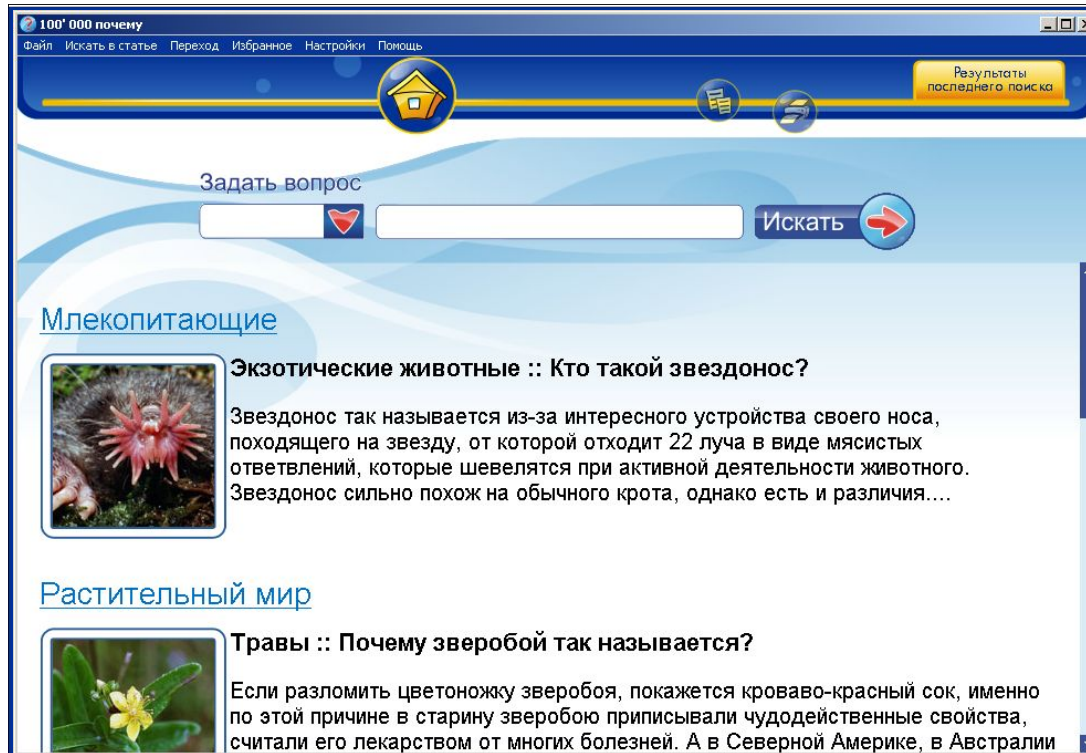 100' 000 почему
Файл Искать в статье Переход Избранное Настройки Помощь
Результаты
последнего поиска
Задать вопрос
Искать
Млекопитающие
Экзотические животные :: Кто такой звездонос?
Звездонос так называется из-за интересного устройства своего носа,
походящего на звезду, от которой отходит 22 луча в виде мясистых
ответвлений, которые шевелятся при активной деятельности животного.
Звездонос сильно похож на обычного крота, однако есть и различия....
Растительный мир
Травы :: Почему зверобой так называется?
Если разломить цветоножку зверобоя, покажется кроваво-красный сок, именно
по этой причине в старину зверобою приписывали чудодейственные свойства,
считали его лекарством от многих болезней. А в Северной Америке, в Австралии